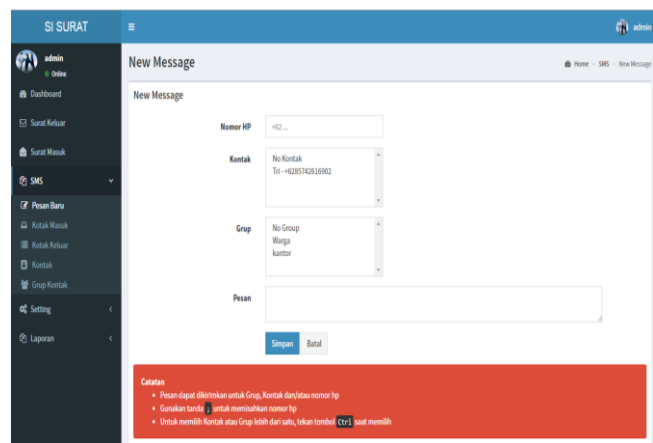 SI SURAT
admin
admin
Online
New Message
Home > SMS > New Message
Dashboard
Surat Keluar
Surat Masuk
SMS
Pesan Baru
Kotak Masuk
Kotak Keluar
Kontak
Grup Kontak
Setting
Laporan
New Message
Nomor HP
+62 ...
Kontak
No Kontak
Tri - +6285742616902
Grup
No Group
Warga
kantor
Pesan
Simpan
Batal
Catatan
Pesan dapat dikirimkan untuk Grup, Kontak dan/atau nomor hp
Gunakan tanda ; untuk memisahkan nomor hp
Untuk memilih Kontak atau Grup lebih dari satu, tekan tombol Ctrl saat memilih